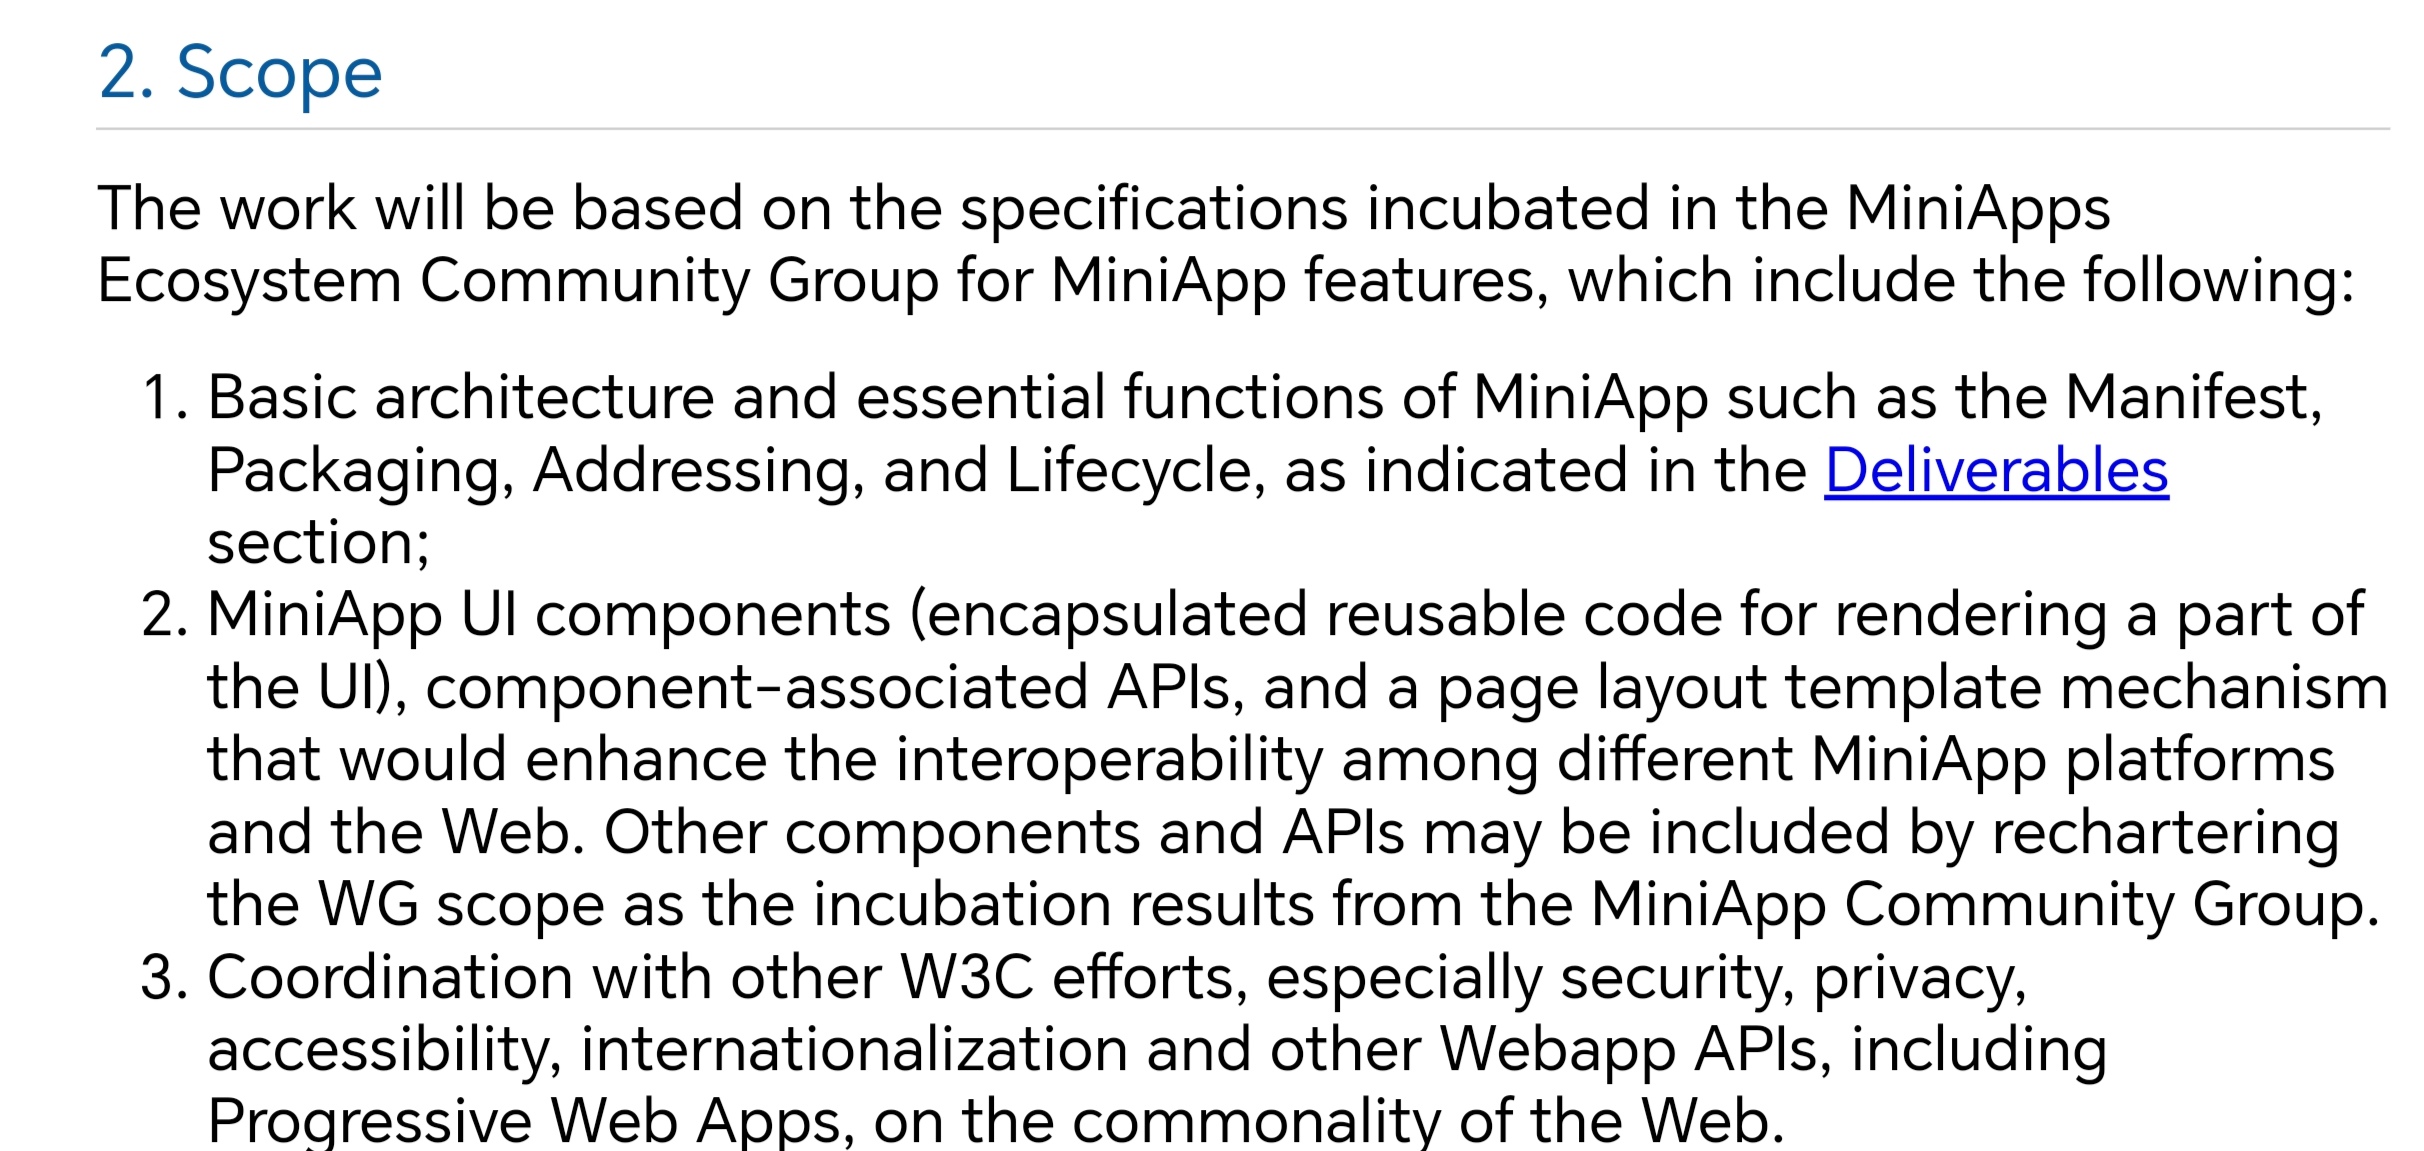 2. Scope
The work will be based on the specifications incubated in the MiniApps
Ecosystem Community Group for MiniApp features, which include the following:
1. Basic architecture and essential functions of MiniApp such as the Manifest,
Packaging, Addressing, and Lifecycle, as indicated in the Deliverables
section;
2. MiniApp UI components (encapsulated reusable code for rendering a part of
the UI), component-associated APIs, and a page layout template mechanism
that would enhance the interoperability among different MiniApp platforms
and the Web. Other components and APIs may be included by rechartering
the WG scope as the incubation results from the MiniApp Community Group.
3. Coordination with other W3C efforts, especially security, privacy,
accessibility, internationalization and other Webapp APIs, including
Progressive Web Apps, on the commonality of the Web.